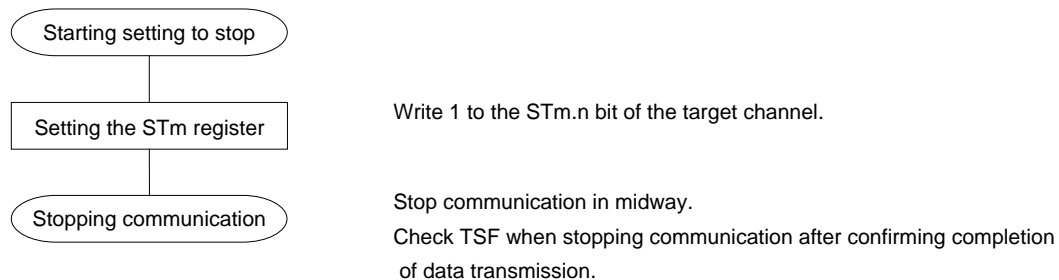 Starting setting to stop
Setting the STm register
Write 1 to the STm.n bit of the target channel.
Stopping communication
Stop communication in midway.
Check TSF when stopping communication after confirming completion
of data transmission.